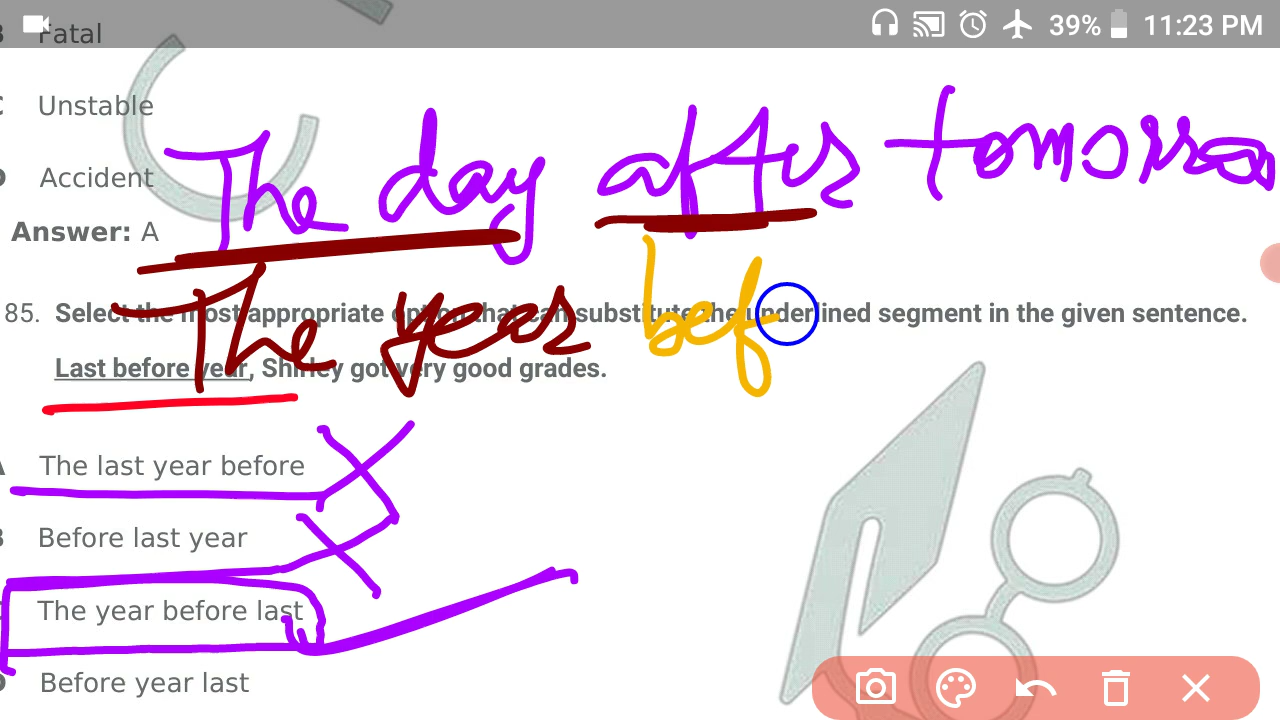 39% 11:23 PM
B Fatal
C Unstable
D Accident
Answer: A
The day after tomorrow
The year bef
85. Select the most appropriate option that can substitute the underlined segment in the given sentence.
Last before year, Shirley got very good grades.
A The last year before
B Before last year
C The year before last
D Before year last